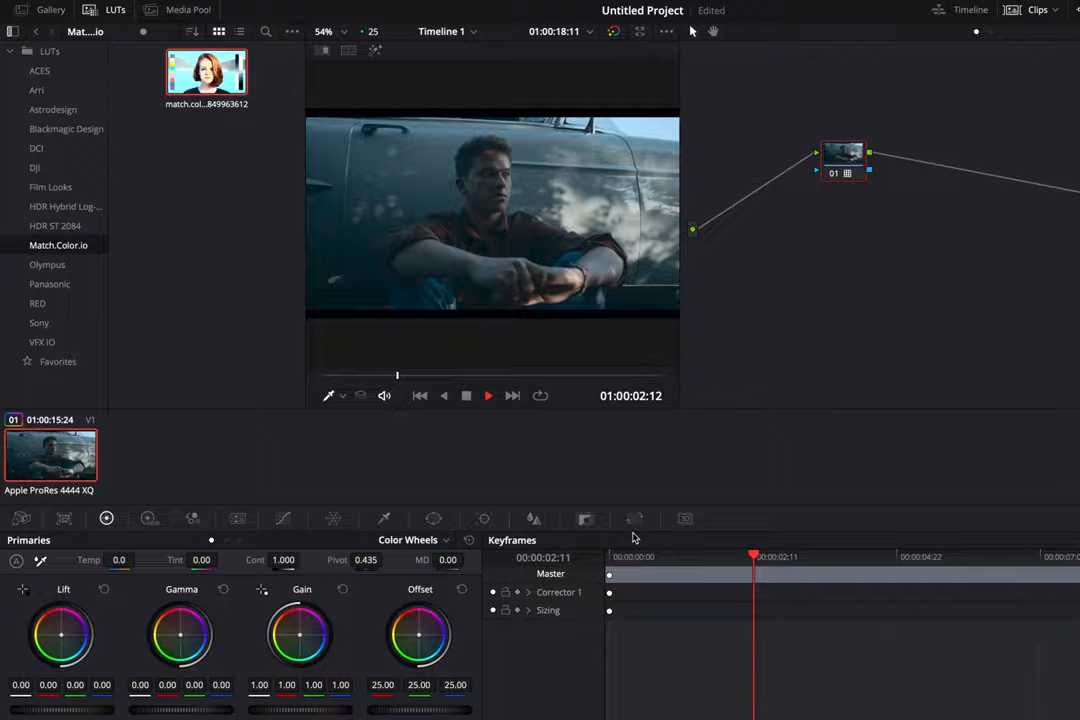 Gallery LUTs Media Pool Untitled Project Edited Timeline Clips
Mat....io 54% 25 Timeline 1 01:00:18:11
LUTs
ACES
Arri
Astrodesign
Blackmagic Design
DCI
DJI
Film Looks
HDR Hybrid Log-...
HDR ST 2084
Match.Color.io
Olympus
Panasonic
RED
Sony
VFX IO
Favorites
match.col...849963612
01
01:00:02:12
01 01:00:15:24 V1
Apple ProRes 4444 XQ
Primaries Color Wheels
A Temp 0.0 Tint 0.00 Cont 1.000 Pivot 0.435 MD 0.00
Lift Gamma Gain Offset
0.00 0.00 0.00 0.00 0.00 0.00 0.00 0.00 1.00 1.00 1.00 1.00 25.00 25.00 25.00
Keyframes
00:00:02:11 00:00:00:00 00:00:02:11 00:00:04:22 00:00:07:0
Master
Corrector 1
Sizing